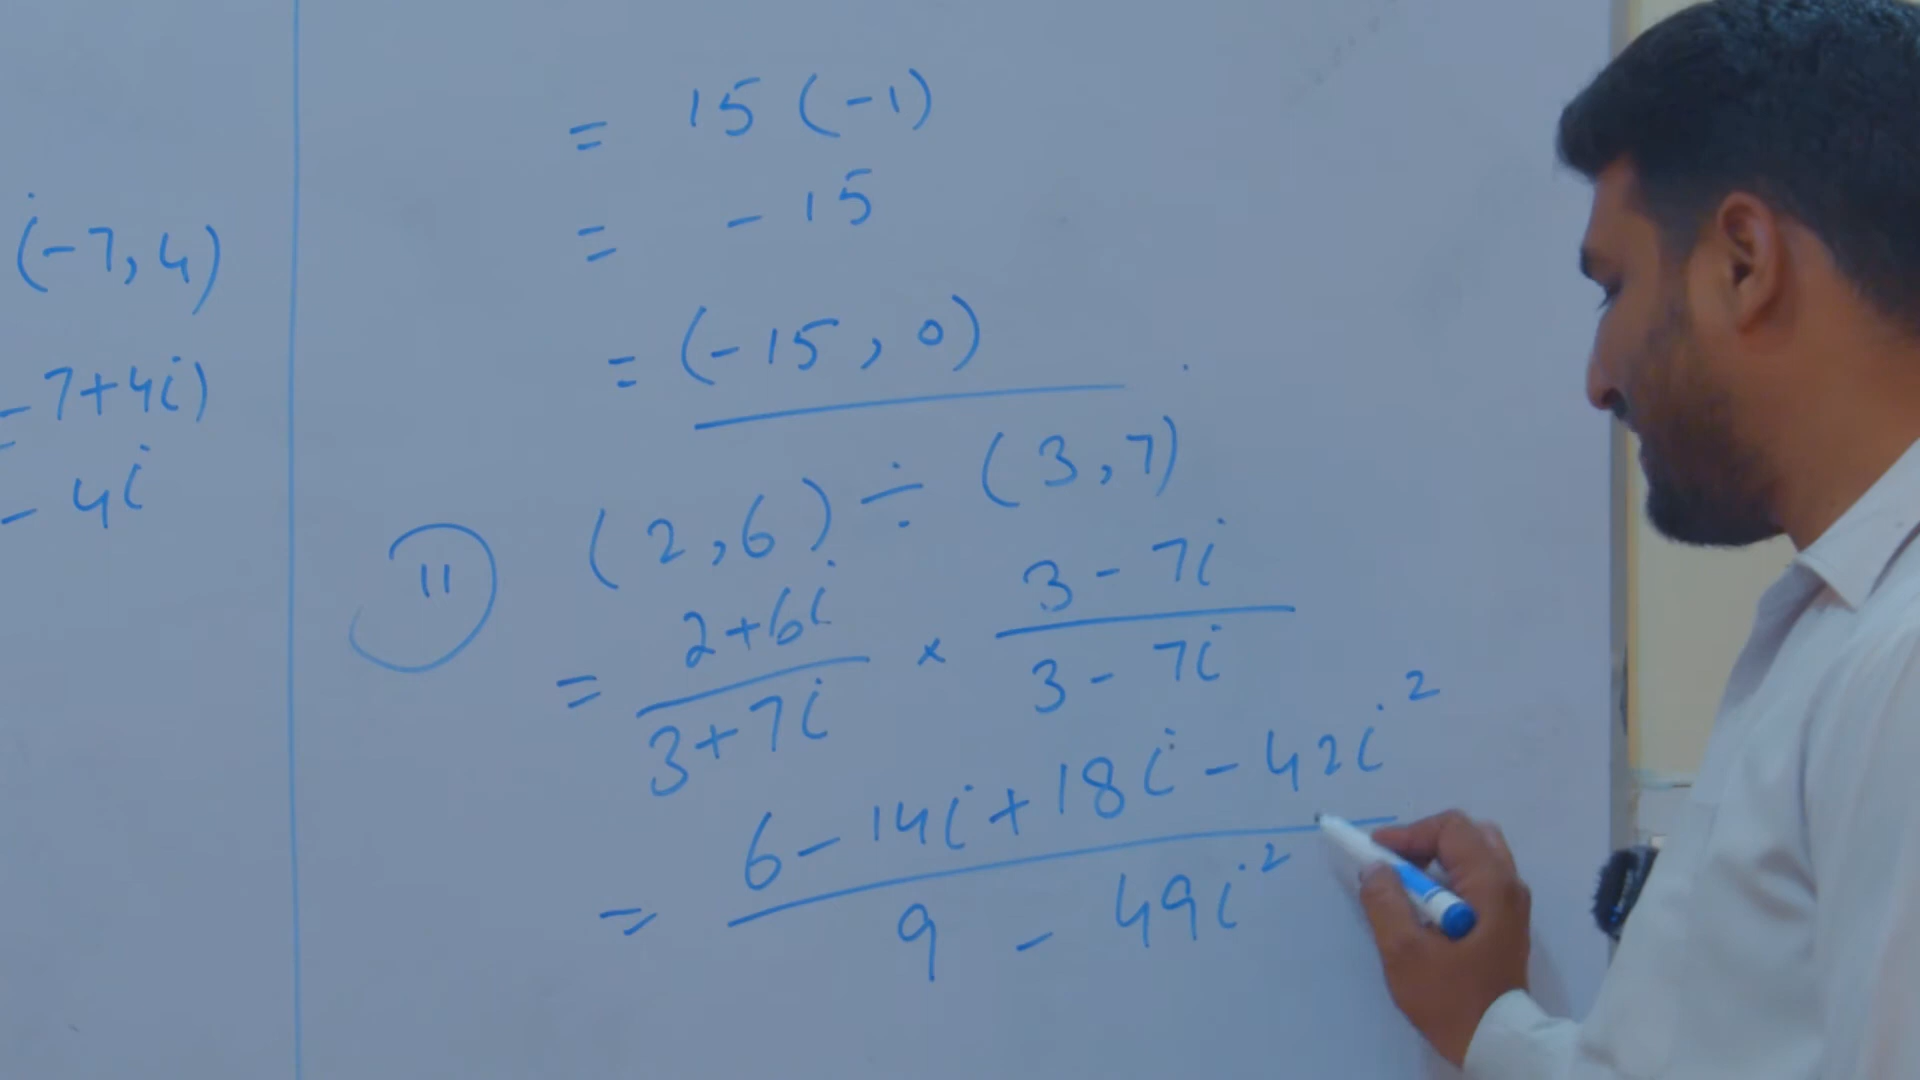 (-7,4)
-7+4i)
- 4i
= 15 (-1)
= - 15
= (-15, 0)
11 (2,6) ÷ (3,7)
= 2+6i/3+7i × 3-7i/3-7i
= 6-14i+18i-42i²/9 - 49i²